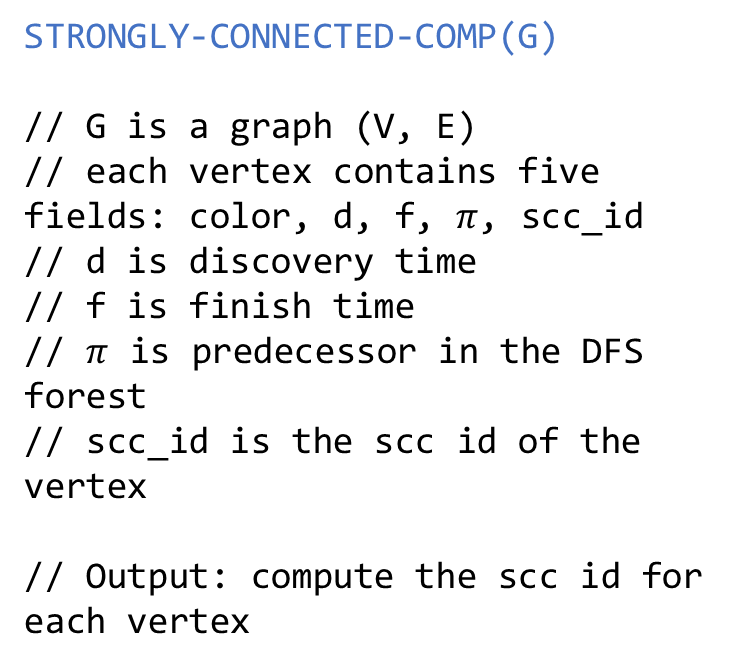 STRONGLY-CONNECTED-COMP(G)
// G is a graph (V, E)
// each vertex contains five
fields: color, d, f, π, scc_id
// d is discovery time
// f is finish time
// π is predecessor in the DFS
forest
// scc_id is the scc id of the
vertex
// Output: compute the scc id for
each vertex